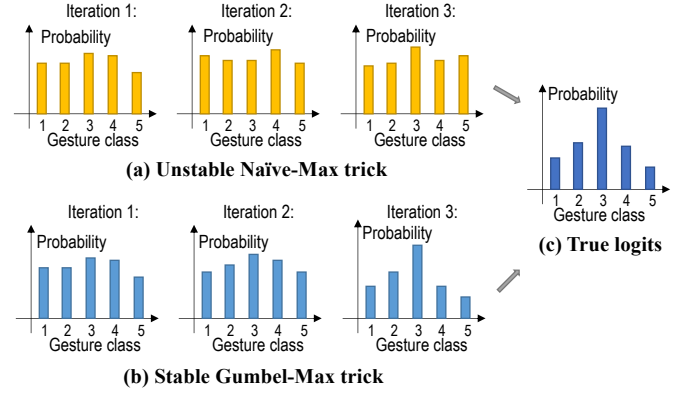 Iteration 1:
Probability
1 2 3 4 5
Gesture class
Iteration 2:
Probability
1 2 3 4 5
Gesture class
Iteration 3:
Probability
1 2 3 4 5
Gesture class
(a) Unstable Naïve-Max trick
Iteration 1:
Probability
1 2 3 4 5
Gesture class
Iteration 2:
Probability
1 2 3 4 5
Gesture class
Iteration 3:
Probability
1 2 3 4 5
Gesture class
(b) Stable Gumbel-Max trick
Probability
1 2 3 4 5
Gesture class
(c) True logits